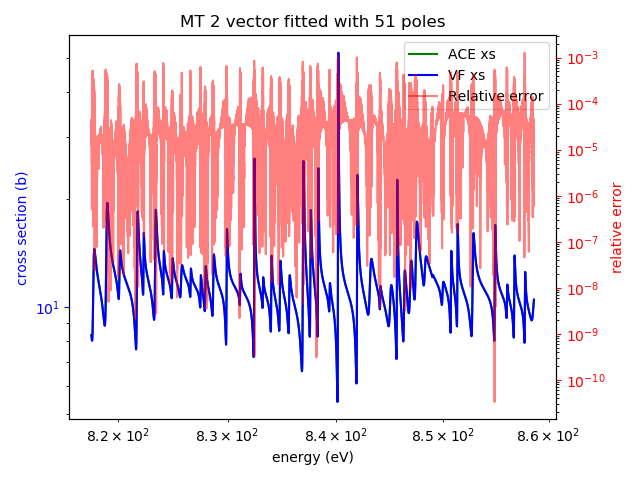 MT 2 vector fitted with 51 poles
ACE xs
VF xs
Relative error
cross section (b)
10¹
relative error
10⁻³
10⁻⁴
10⁻⁵
10⁻⁶
10⁻⁷
10⁻⁸
10⁻⁹
10⁻¹⁰
8.2 × 10² 8.3 × 10² 8.4 × 10² 8.5 × 10² 8.6 × 10²
energy (eV)